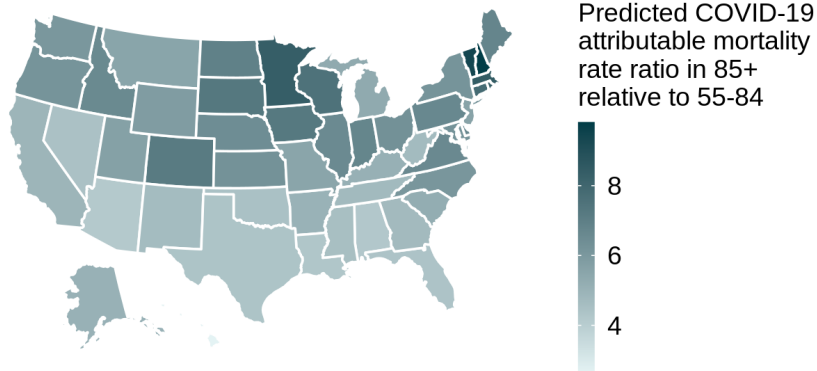 Predicted COVID-19
attributable mortality
rate ratio in 85+
relative to 55-84
8
6
4